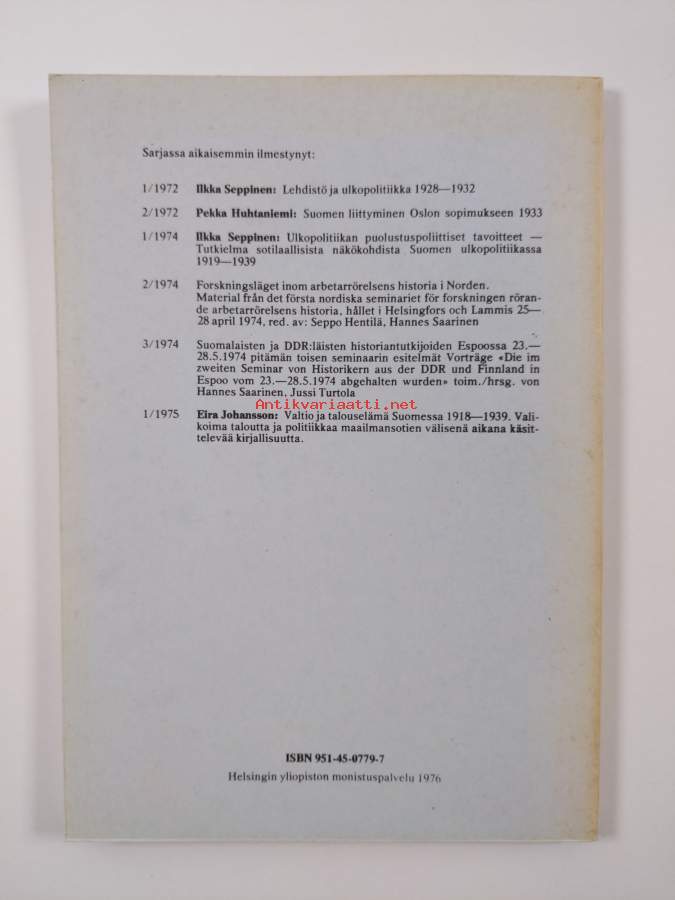 Sarjassa aikaisemmin ilmestynyt:
1/1972 Ilkka Seppinen: Lehdistö ja ulkopolitiikka 1928—1932
2/1972 Pekka Huhtaniemi: Suomen liittyminen Oslon sopimukseen 1933
1/1974 Ilkka Seppinen: Ulkopolitiikan puolustuspoliittiset tavoitteet —
Tutkielma sotilaallisista näkökohdista Suomen ulkopolitiikassa
1919—1939
2/1974 Forskningsläget inom arbetarrörelsens historia i Norden.
Material från det första nordiska seminariet för forskningen röran-
de arbetarrörelsens historia, hållet i Helsingfors och Lammis 25—
28 april 1974, red. av: Seppo Hentilä, Hannes Saarinen
3/1974 Suomalaisten ja DDR:läisten historiantutkijoiden Espoossa 23.—
28.5.1974 pitämän toisen seminaarin esitelmät Vorträge «Die im
zweiten Seminar von Historikern aus der DDR und Finnland in
Espoo vom 23.—28.5.1974 abgehalten wurden» toim./hrsg. von
Hannes Saarinen, Jussi Turtola
Antikvariaatti.net
1/1975 Eira Johansson: Valtio ja talouselämä Suomessa 1918—1939. Vali-
koima taloutta ja politiikkaa maailmansotien välisenä aikana käsit-
televää kirjallisuutta.
ISBN 951-45-0779-7
Helsingin yliopiston monistuspalvelu 1976